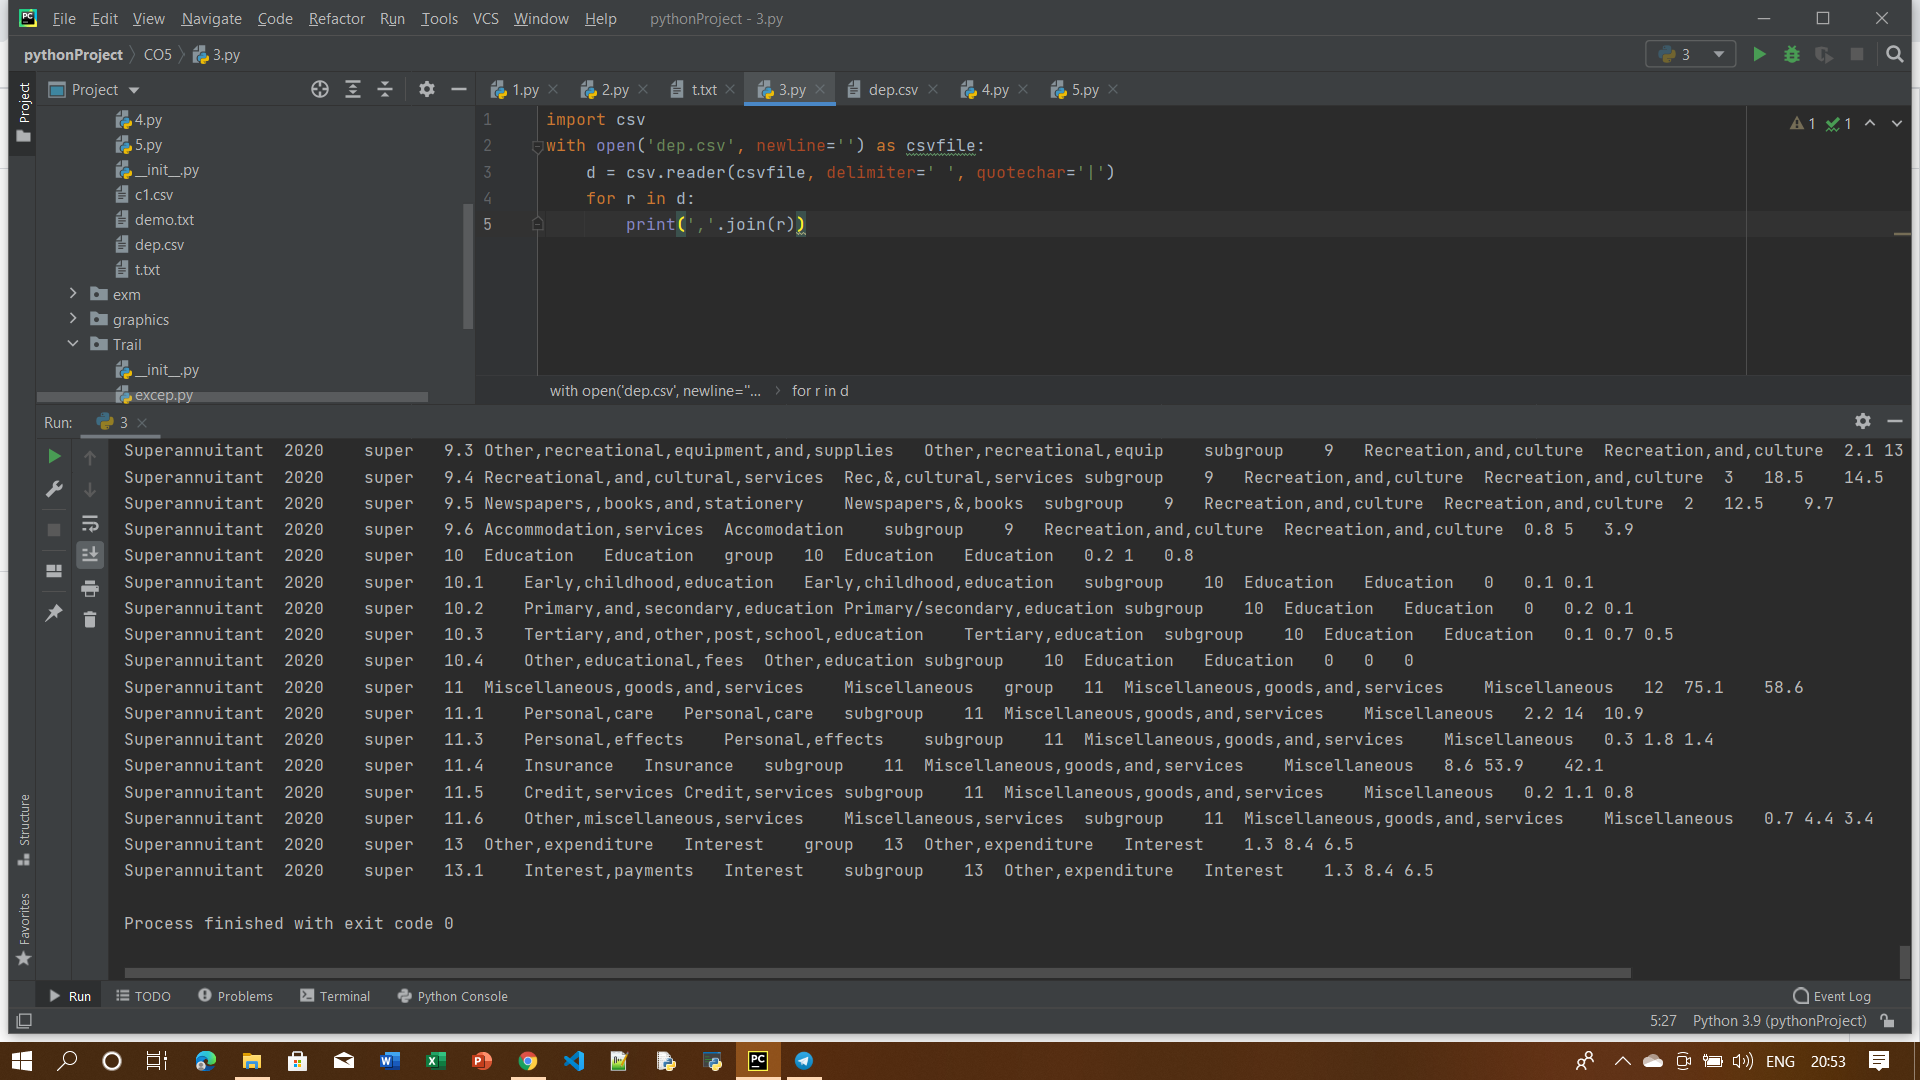 PC File Edit View Navigate Code Refactor Run Tools VCS Window Help pythonProject - 3.py
pythonProject CO5 3.py
3
Project
Project
4.py
5.py
__init__.py
c1.csv
demo.txt
dep.csv
t.txt
exm
graphics
Trail
__init__.py
excep.py
1.py 2.py t.txt 3.py dep.csv 4.py 5.py
1 import csv
2 with open('dep.csv', newline='') as csvfile:
3 d = csv.reader(csvfile, delimiter=' ', quotechar='|')
4 for r in d:
5 print(','.join(r))
1 1
with open('dep.csv', newline=''... for r in d
Run: 3
Superannuitant 2020 super 9.3 Other,recreational,equipment,and,supplies Other,recreational,equip subgroup 9 Recreation,and,culture Recreation,and,culture 2.1 13
Superannuitant 2020 super 9.4 Recreational,and,cultural,services Rec,&,cultural,services subgroup 9 Recreation,and,culture Recreation,and,culture 3 18.5 14.5
Superannuitant 2020 super 9.5 Newspapers,,books,and,stationery Newspapers,&,books subgroup 9 Recreation,and,culture Recreation,and,culture 2 12.5 9.7
Superannuitant 2020 super 9.6 Accommodation,services Accomodation subgroup 9 Recreation,and,culture Recreation,and,culture 0.8 5 3.9
Superannuitant 2020 super 10 Education Education group 10 Education Education 0.2 1 0.8
Superannuitant 2020 super 10.1 Early,childhood,education Early,childhood,education subgroup 10 Education Education 0 0.1 0.1
Superannuitant 2020 super 10.2 Primary,and,secondary,education Primary/secondary,education subgroup 10 Education Education 0 0.2 0.1
Superannuitant 2020 super 10.3 Tertiary,and,other,post,school,education Tertiary,education subgroup 10 Education Education 0.1 0.7 0.5
Superannuitant 2020 super 10.4 Other,educational,fees Other,education subgroup 10 Education Education 0 0 0
Superannuitant 2020 super 11 Miscellaneous,goods,and,services Miscellaneous group 11 Miscellaneous,goods,and,services Miscellaneous 12 75.1 58.6
Superannuitant 2020 super 11.1 Personal,care Personal,care subgroup 11 Miscellaneous,goods,and,services Miscellaneous 2.2 14 10.9
Superannuitant 2020 super 11.3 Personal,effects Personal,effects subgroup 11 Miscellaneous,goods,and,services Miscellaneous 0.3 1.8 1.4
Superannuitant 2020 super 11.4 Insurance Insurance subgroup 11 Miscellaneous,goods,and,services Miscellaneous 8.6 53.9 42.1
Superannuitant 2020 super 11.5 Credit,services Credit,services subgroup 11 Miscellaneous,goods,and,services Miscellaneous 0.2 1.1 0.8
Superannuitant 2020 super 11.6 Other,miscellaneous,services Miscellaneous,services subgroup 11 Miscellaneous,goods,and,services Miscellaneous 0.7 4.4 3.4
Superannuitant 2020 super 13 Other,expenditure Interest group 13 Other,expenditure Interest 1.3 8.4 6.5
Superannuitant 2020 super 13.1 Interest,payments Interest subgroup 13 Other,expenditure Interest 1.3 8.4 6.5
Process finished with exit code 0
Structure
Favorites
Run TODO Problems Terminal Python Console Event Log
5:27 Python 3.9 (pythonProject)
PC
ENG 20:53